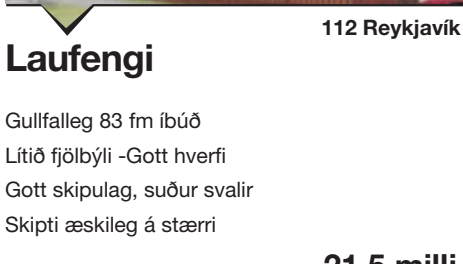 112 Reykjavík
Laufengi
Gullfalleg 83 fm íbúð
Lítið fjölbýli -Gott hverfi
Gott skipulag, suður svalir
Skipti æskileg á stærri
21,5 milli